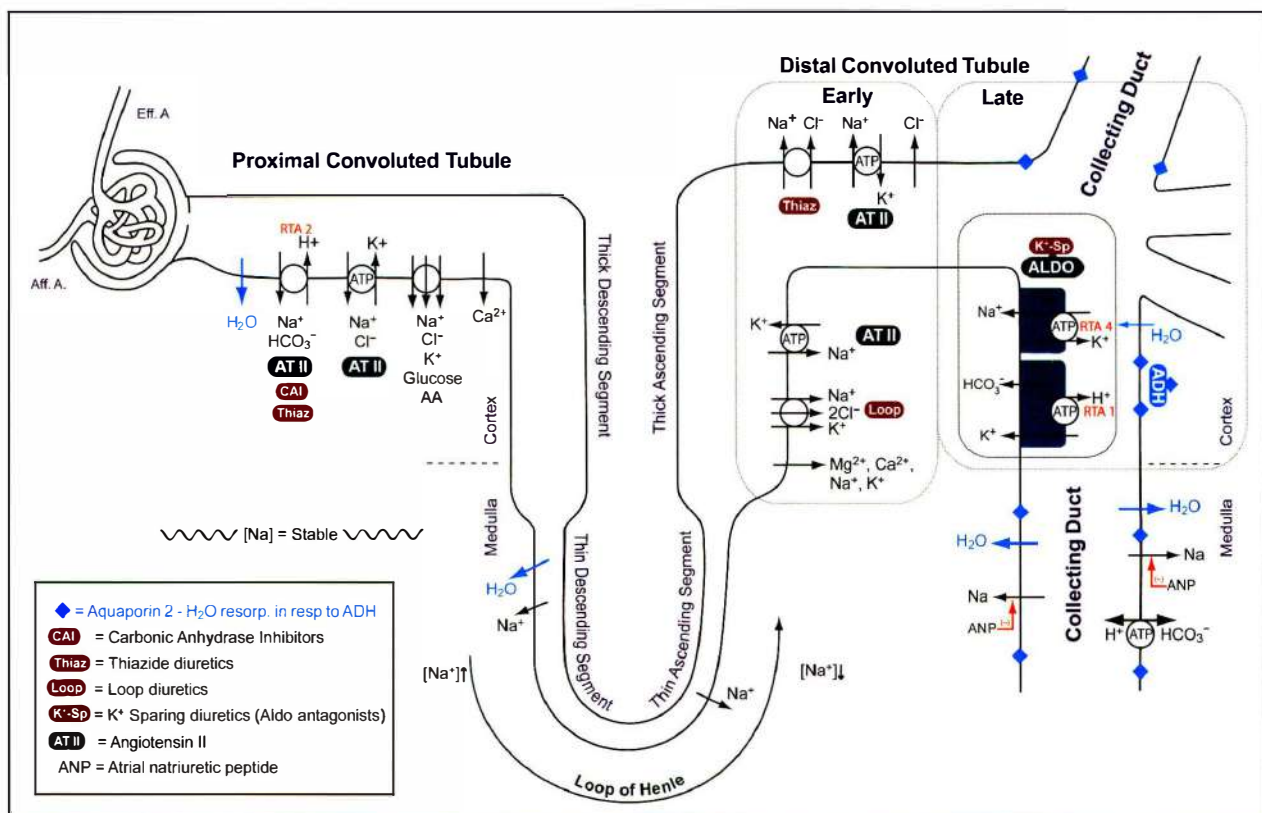 Eff. A
Aff. A.
Proximal Convoluted Tubule
H₂O
RTA 2
H+
Na⁺
HCO₃⁻
AT II
CAI
Thiaz
K+
ATP
Na⁺
Cl⁻
AT II
Na⁺
Cl⁻
K⁺
Glucose
AA
Ca²⁺
Cortex
Medulla
[Na] = Stable
Thick Descending Segment
Thin Descending Segment
H₂O
Na⁺
[Na⁺]↑
Loop of Henle
Thick Ascending Segment
Thin Ascending Segment
Na⁺
[Na⁺]↓
Distal Convoluted Tubule
Early
Late
Na⁺ Cl⁻
Thiaz
Na⁺
ATP
K⁺
AT II
Cl⁻
K⁺
ATP
Na⁺
AT II
Na⁺
2Cl⁻
K⁺
Loop
Mg²⁺, Ca²⁺,
Na⁺, K⁺
Collecting Duct
K⁺-Sp
ALDO
Na⁺
ATP
RTA 4
K⁺
H₂O
ADH
HCO₃⁻
H⁺
ATP
RTA 1
K⁺
Cortex
Medulla
H₂O
Na
(-)
ANP
Collecting Duct
H₂O
Na
(-)
ANP
H⁺
ATP
HCO₃⁻
= Aquaporin 2 - H₂O resorp. in resp to ADH
CAI = Carbonic Anhydrase Inhibitors
Thiaz = Thiazide diuretics
Loop = Loop diuretics
K⁺-Sp = K⁺ Sparing diuretics (Aldo antagonists)
AT II = Angiotensin II
ANP = Atrial natriuretic peptide